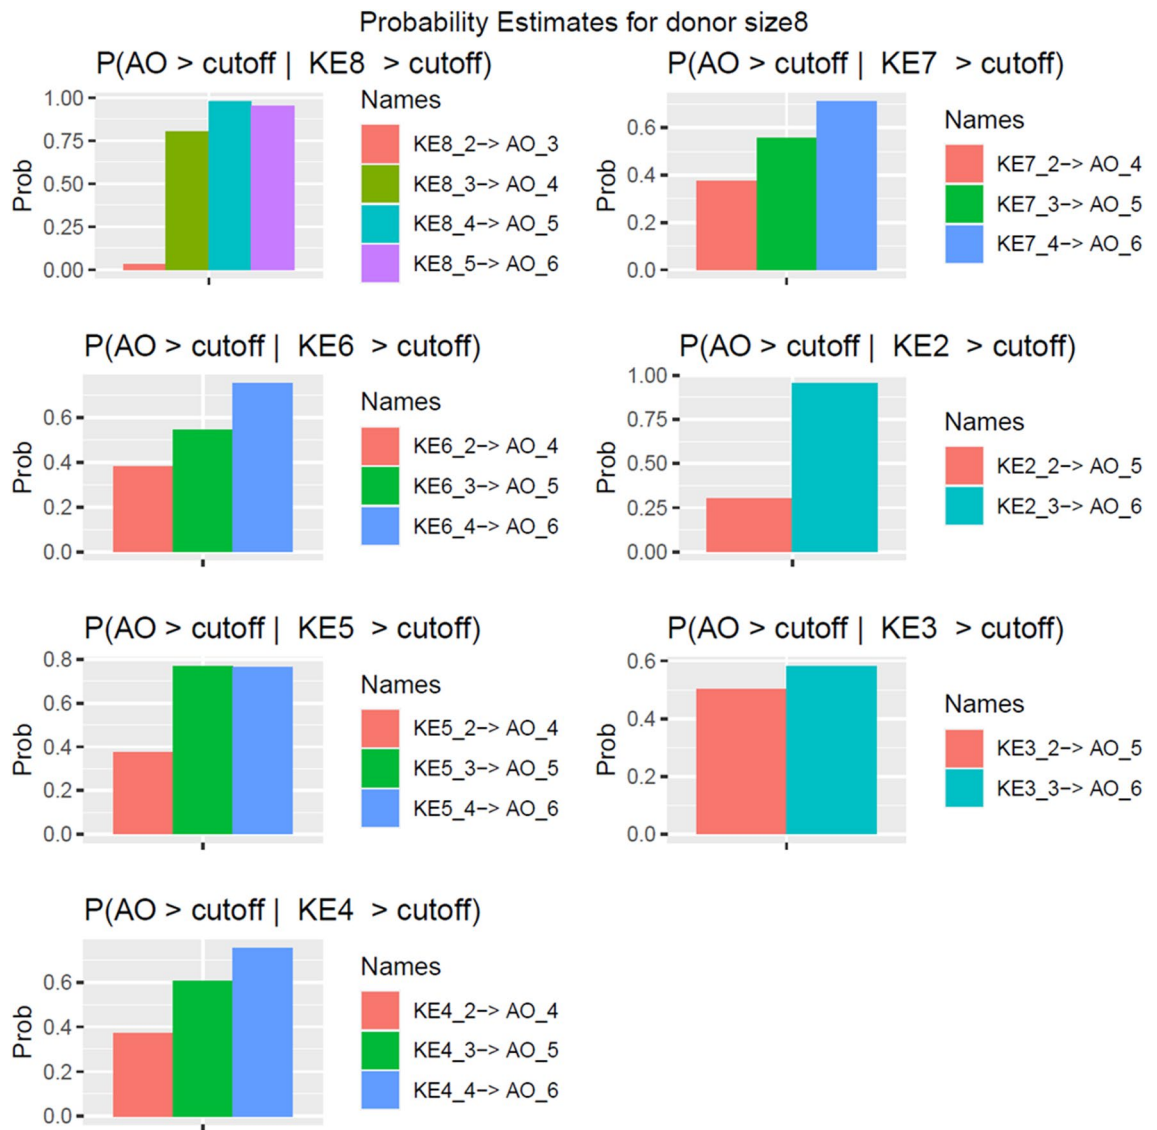 Probability Estimates for donor size8
P(AO > cutoff | KE8 > cutoff)
Prob
1.00
0.75
0.50
0.25
0.00
Names
KE8_2−> AO_3
KE8_3−> AO_4
KE8_4−> AO_5
KE8_5−> AO_6
P(AO > cutoff | KE7 > cutoff)
Prob
0.6
0.4
0.2
0.0
Names
KE7_2−> AO_4
KE7_3−> AO_5
KE7_4−> AO_6
P(AO > cutoff | KE6 > cutoff)
Prob
0.6
0.4
0.2
0.0
Names
KE6_2−> AO_4
KE6_3−> AO_5
KE6_4−> AO_6
P(AO > cutoff | KE2 > cutoff)
Prob
1.00
0.75
0.50
0.25
0.00
Names
KE2_2−> AO_5
KE2_3−> AO_6
P(AO > cutoff | KE5 > cutoff)
Prob
0.8
0.6
0.4
0.2
0.0
Names
KE5_2−> AO_4
KE5_3−> AO_5
KE5_4−> AO_6
P(AO > cutoff | KE3 > cutoff)
Prob
0.6
0.4
0.2
0.0
Names
KE3_2−> AO_5
KE3_3−> AO_6
P(AO > cutoff | KE4 > cutoff)
Prob
0.6
0.4
0.2
0.0
Names
KE4_2−> AO_4
KE4_3−> AO_5
KE4_4−> AO_6